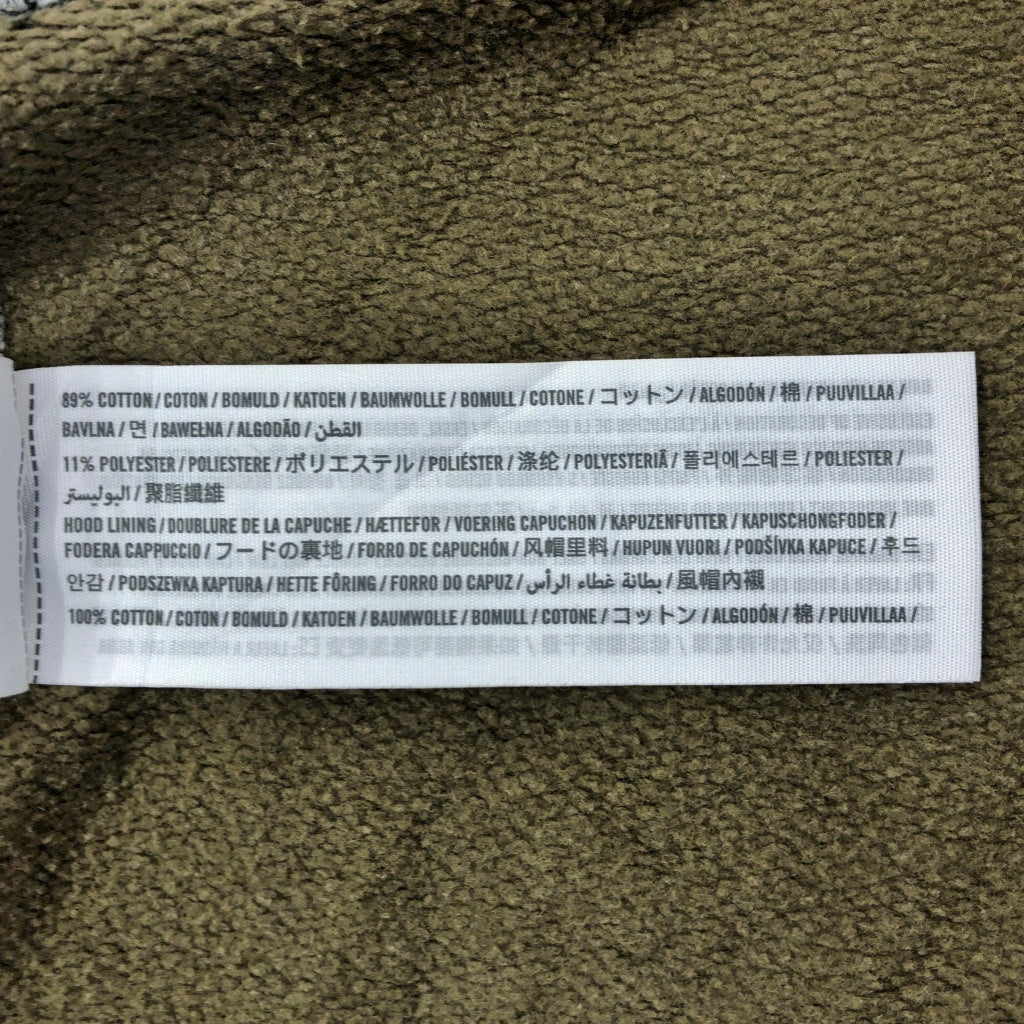 89% COTTON / COTON / BOMULD / KATOEN / BAUMWOLLE / BOMULL / COTONE / コットン / ALGODÓN / 棉 / PUUVILLAA /
BAVLNA / 면 / BAWEŁNA / ALGODÃO / القطن
11% POLYESTER / POLIESTERE / ポリエステル / POLIÉSTER / 涤纶 / POLYESTERIÄ / 폴리에스테르 / POLIESTER /
البوليستر / 聚脂纖維
HOOD LINING / DOUBLURE DE LA CAPUCHE / HÆTTEFOR / VOERING CAPUCHON / KAPUZENFUTTER / KAPUSCHONGFODER /
FODERA CAPPUCCIO / フードの裏地 / FORRO DE CAPUCHÓN / 风帽里料 / HUPUN VUORI / PODŠÍVKA KAPUCE / 후드
안감 / PODSZEWKA KAPTURA / HETTE FÔRING / FORRO DO CAPUZ / بطانة غطاء الرأس / 風帽內襯
100% COTTON / COTON / BOMULD / KATOEN / BAUMWOLLE / BOMULL / COTONE / コットン / ALGODÓN / 棉 / PUUVILLAA /